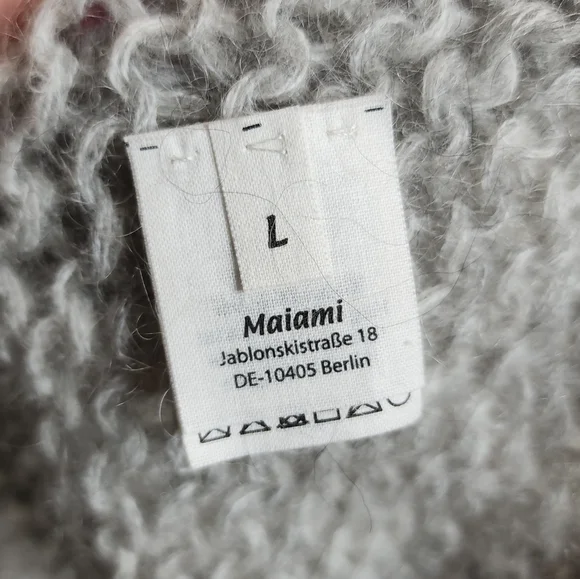 L
Maiami
Jablonskistraße 18
DE-10405 Berlin